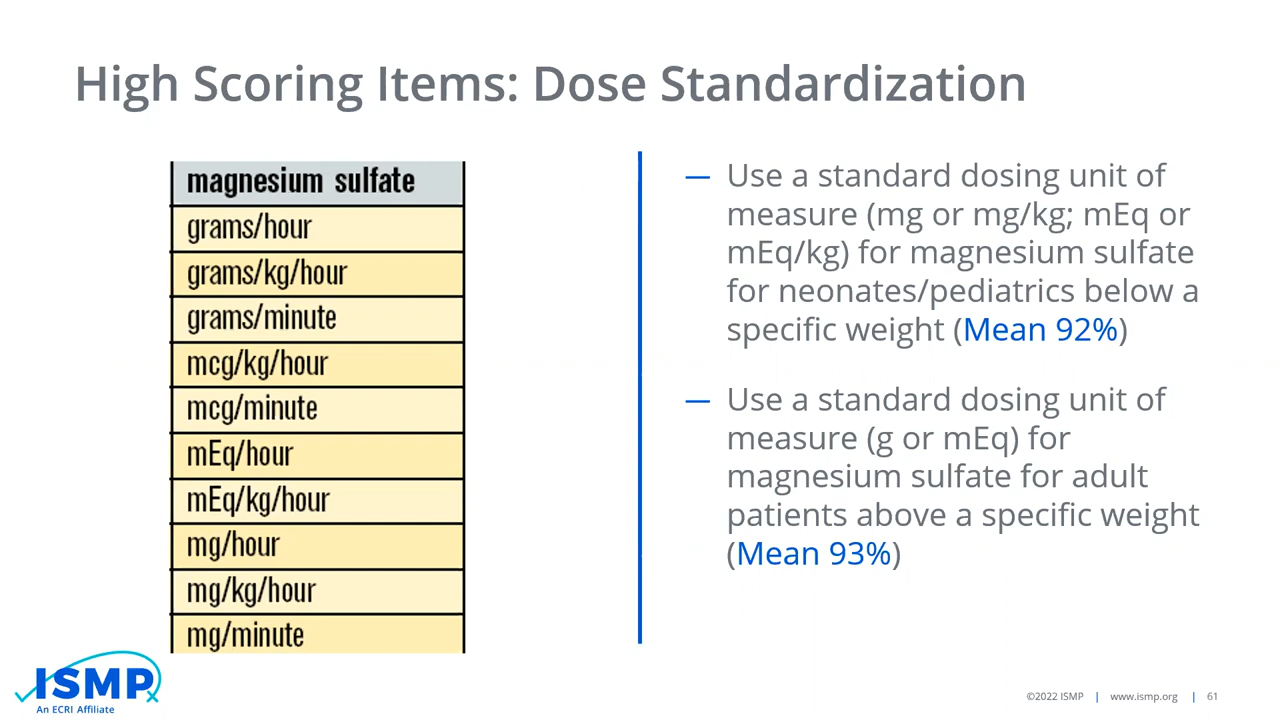 High Scoring Items: Dose Standardization
magnesium sulfate
grams/hour
grams/kg/hour
grams/minute
mcg/kg/hour
mcg/minute
mEq/hour
mEq/kg/hour
mg/hour
mg/kg/hour
mg/minute
— Use a standard dosing unit of
measure (mg or mg/kg; mEq or
mEq/kg) for magnesium sulfate
for neonates/pediatrics below a
specific weight (Mean 92%)
— Use a standard dosing unit of
measure (g or mEq) for
magnesium sulfate for adult
patients above a specific weight
(Mean 93%)
ISMP
An ECRI Affiliate
©2022 ISMP | www.ismp.org | 61